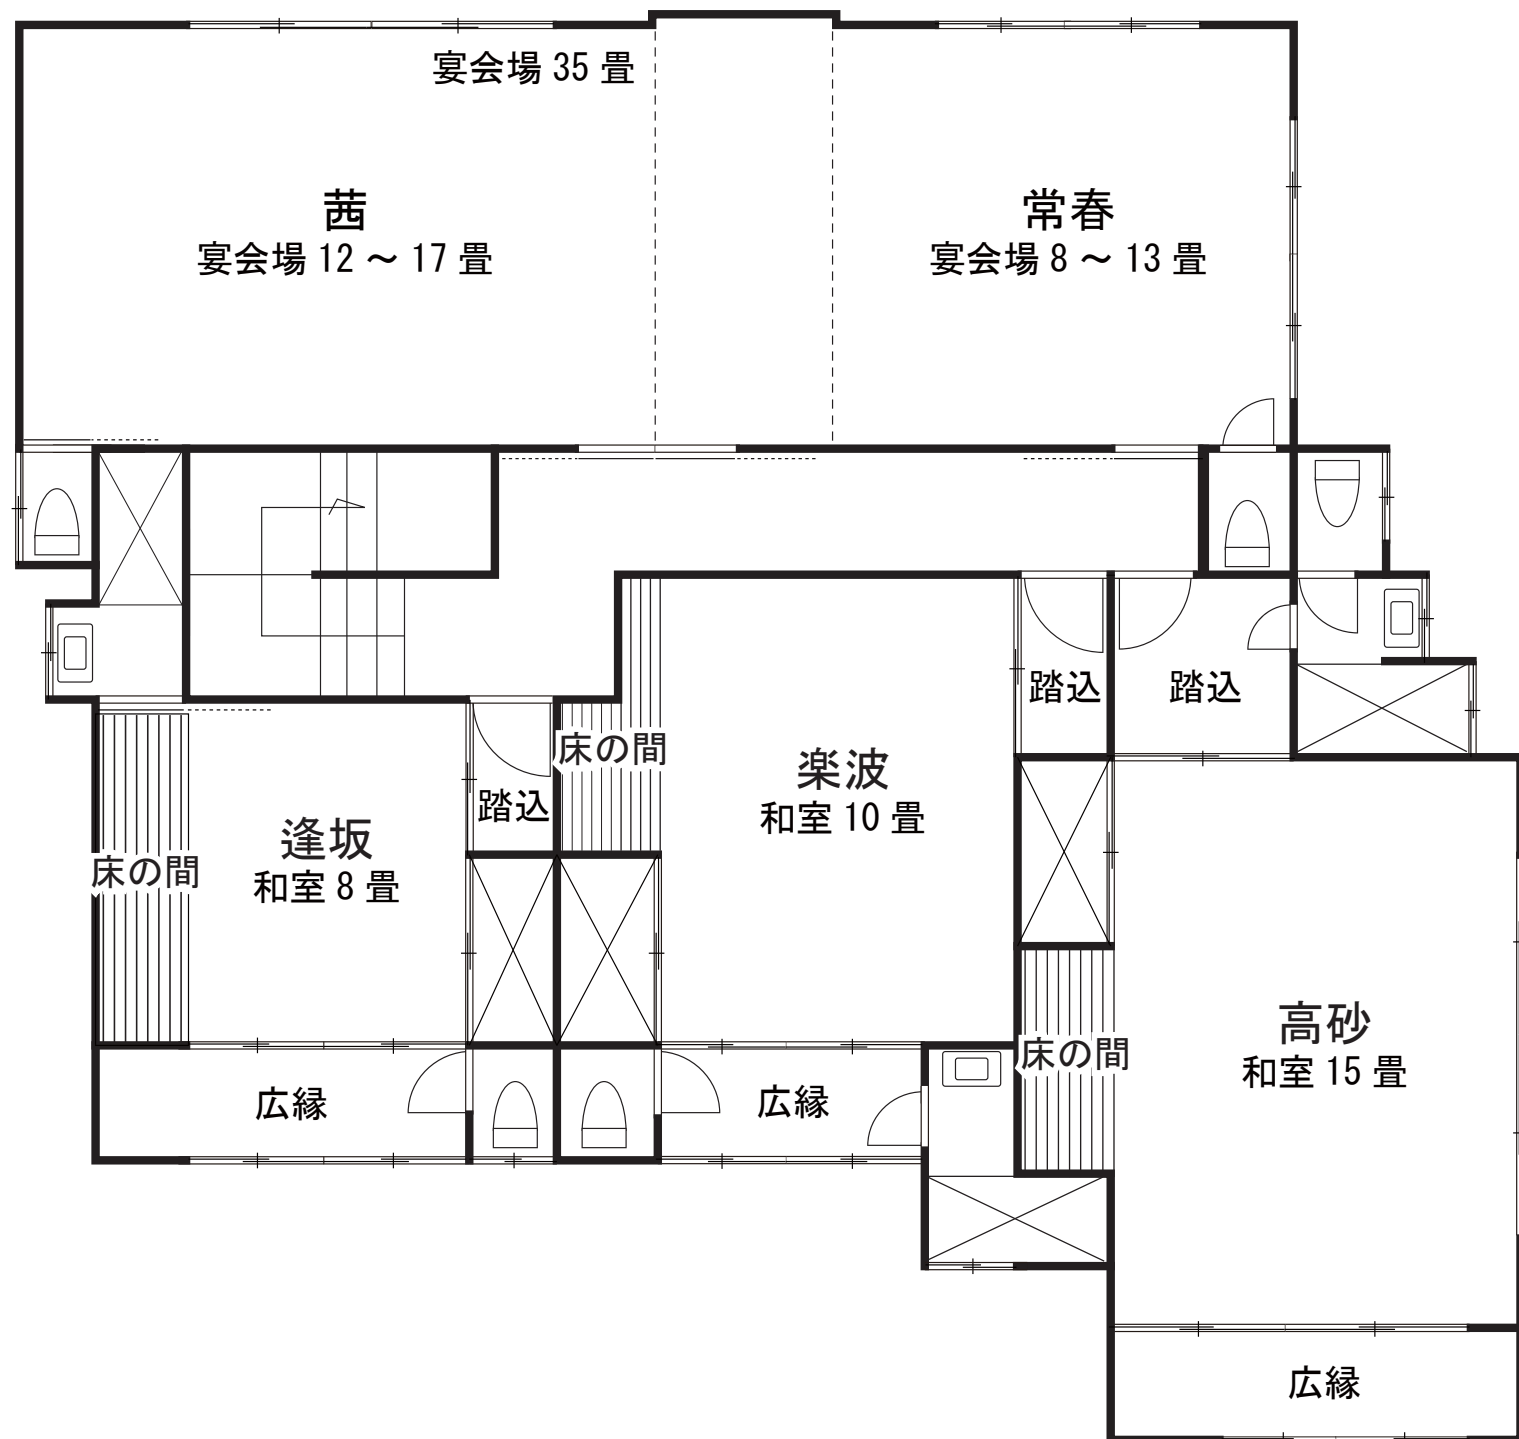 宴会場 35 畳
茜
宴会場 12 ～ 17 畳
常春
宴会場 8 ～ 13 畳
踏込
踏込
床の間
楽波
和室 10 畳
踏込
逢坂
和室 8 畳
床の間
高砂
和室 15 畳
床の間
広縁
広縁
広縁